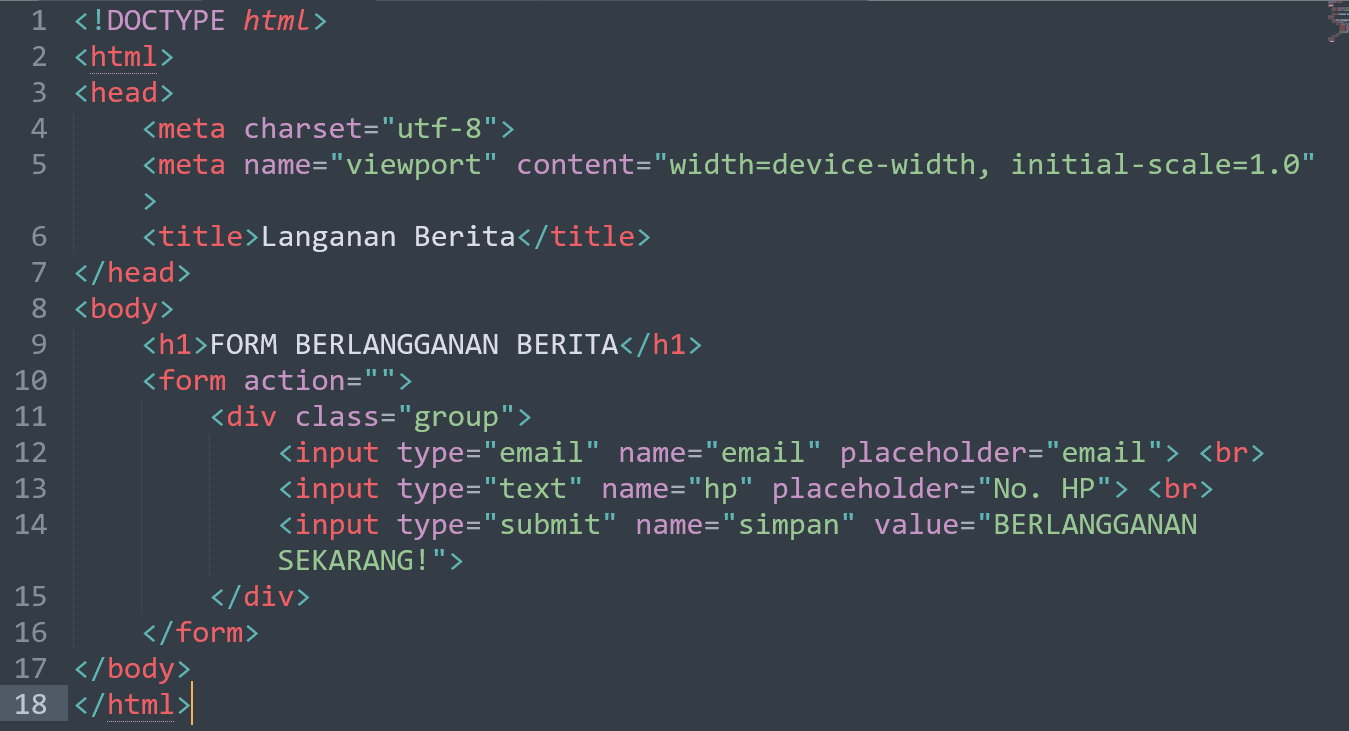 1 <!DOCTYPE html>
2 <html>
3 <head>
4     <meta charset="utf-8">
5     <meta name="viewport" content="width=device-width, initial-scale=1.0"
    >
6     <title>Langanan Berita</title>
7 </head>
8 <body>
9     <h1>FORM BERLANGGANAN BERITA</h1>
10     <form action="">
11         <div class="group">
12             <input type="email" name="email" placeholder="email"> <br>
13             <input type="text" name="hp" placeholder="No. HP"> <br>
14             <input type="submit" name="simpan" value="BERLANGGANAN
            SEKARANG!">
15         </div>
16     </form>
17 </body>
18 </html>